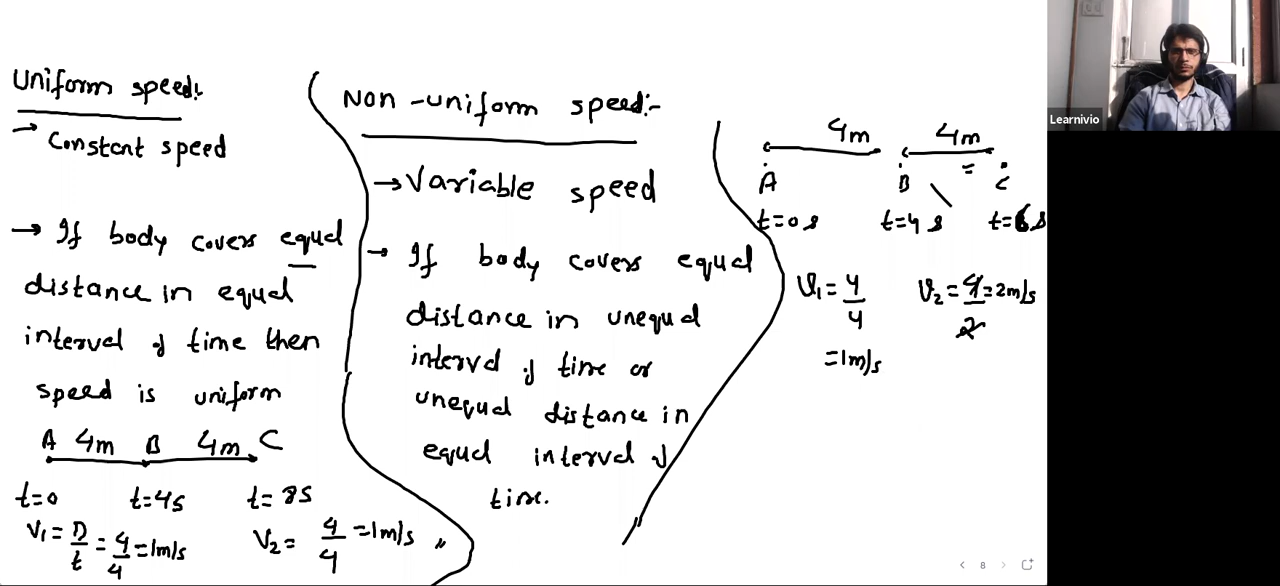 Uniform speed:-
→ Constant speed
→ If body covers equal
distance in equal
interval of time then
speed is uniform
A 4m B 4m C
t=0 t=4s t= 8s
V₁ = D/t = 4/4 = 1m/s V₂ = 4/4 = 1m/s
Non-uniform speed:-
→ Variable speed
→ If body covers equal
distance in unequal
interval of time or
unequal distance in
equal interval of
time.
4m 4m
A B C
t=0s t=4s t=6s
V₁ = 4/4 V₂ = 4/2 = 2m/s
= 1m/s
Learnivio
8